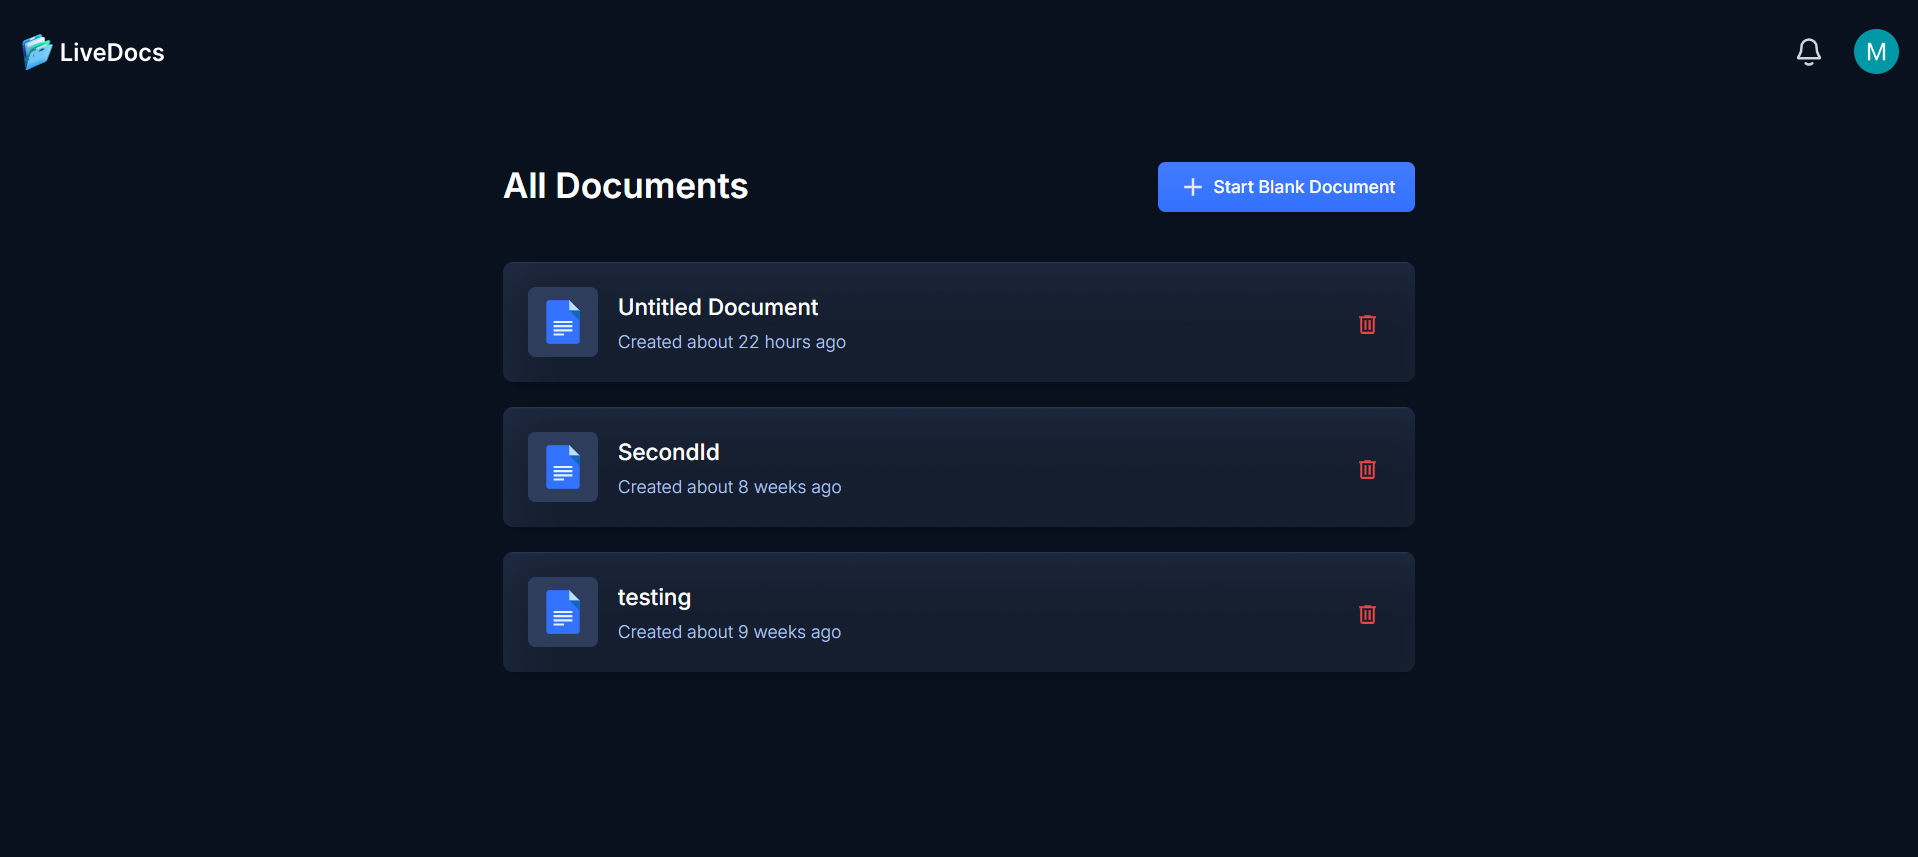 LiveDocs
M
All Documents
Start Blank Document
Untitled Document
Created about 22 hours ago
SecondId
Created about 8 weeks ago
testing
Created about 9 weeks ago